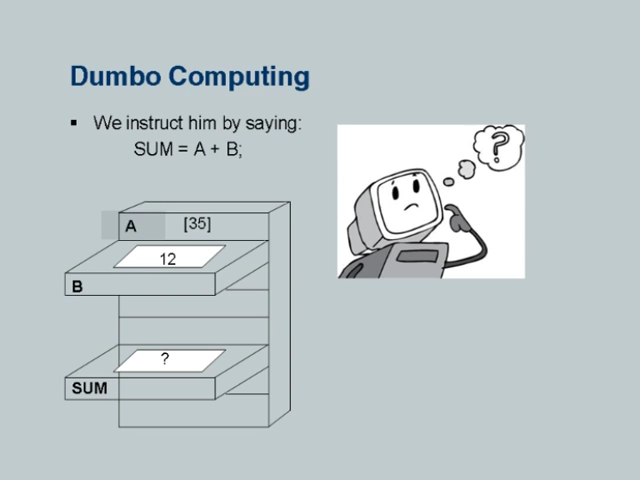 Dumbo Computing
▪ We instruct him by saying:
SUM = A + B;
?
A [35]
12
B
?
SUM